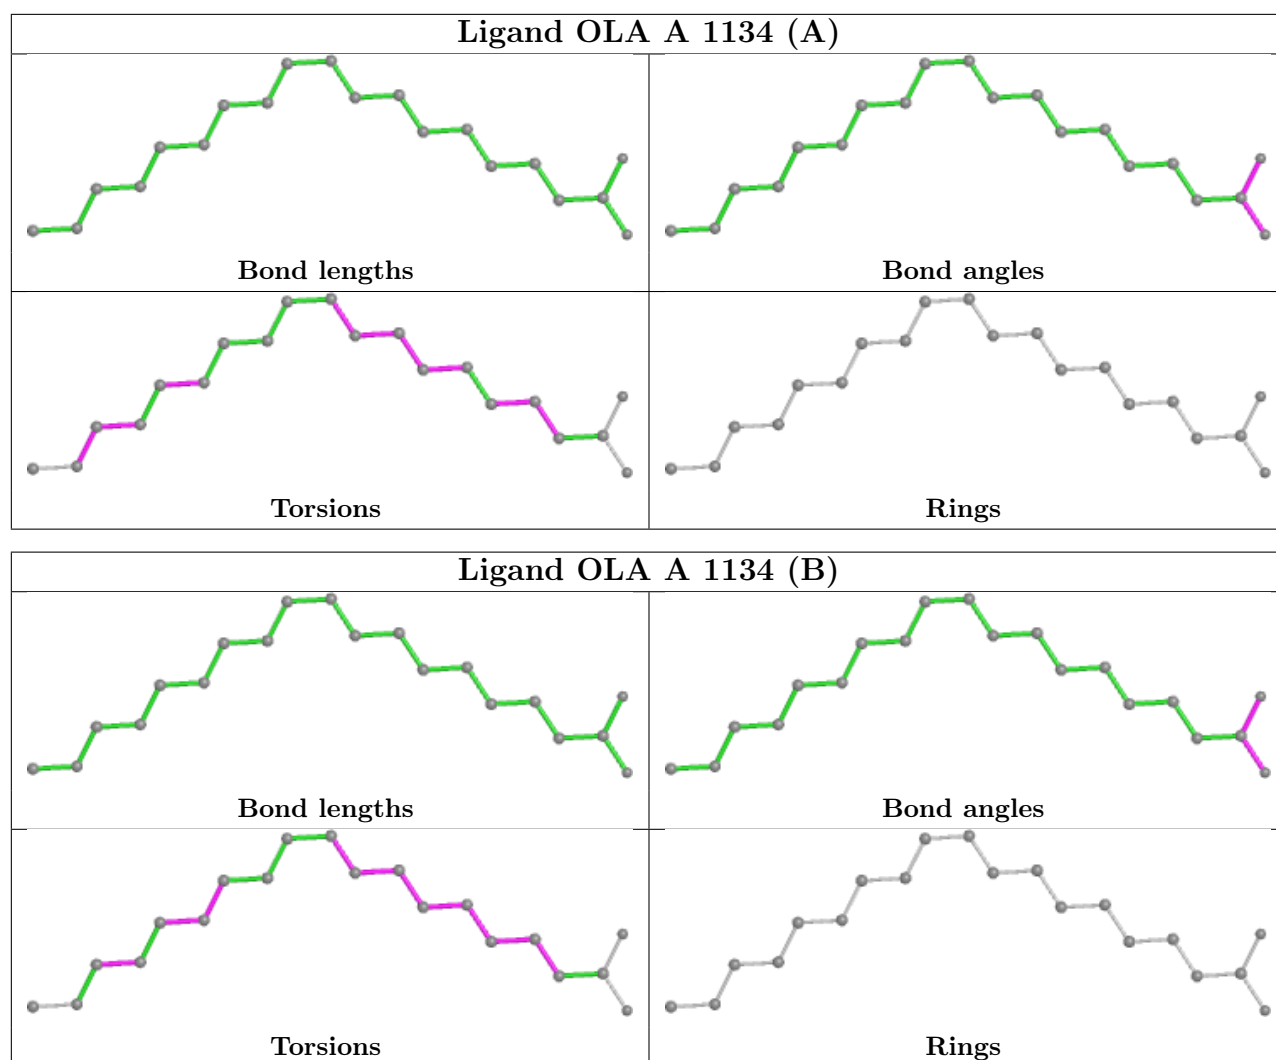 Ligand OLA A 1134 (A)
Bond lengths
Bond angles
Torsions
Rings
Ligand OLA A 1134 (B)
Bond lengths
Bond angles
Torsions
Rings